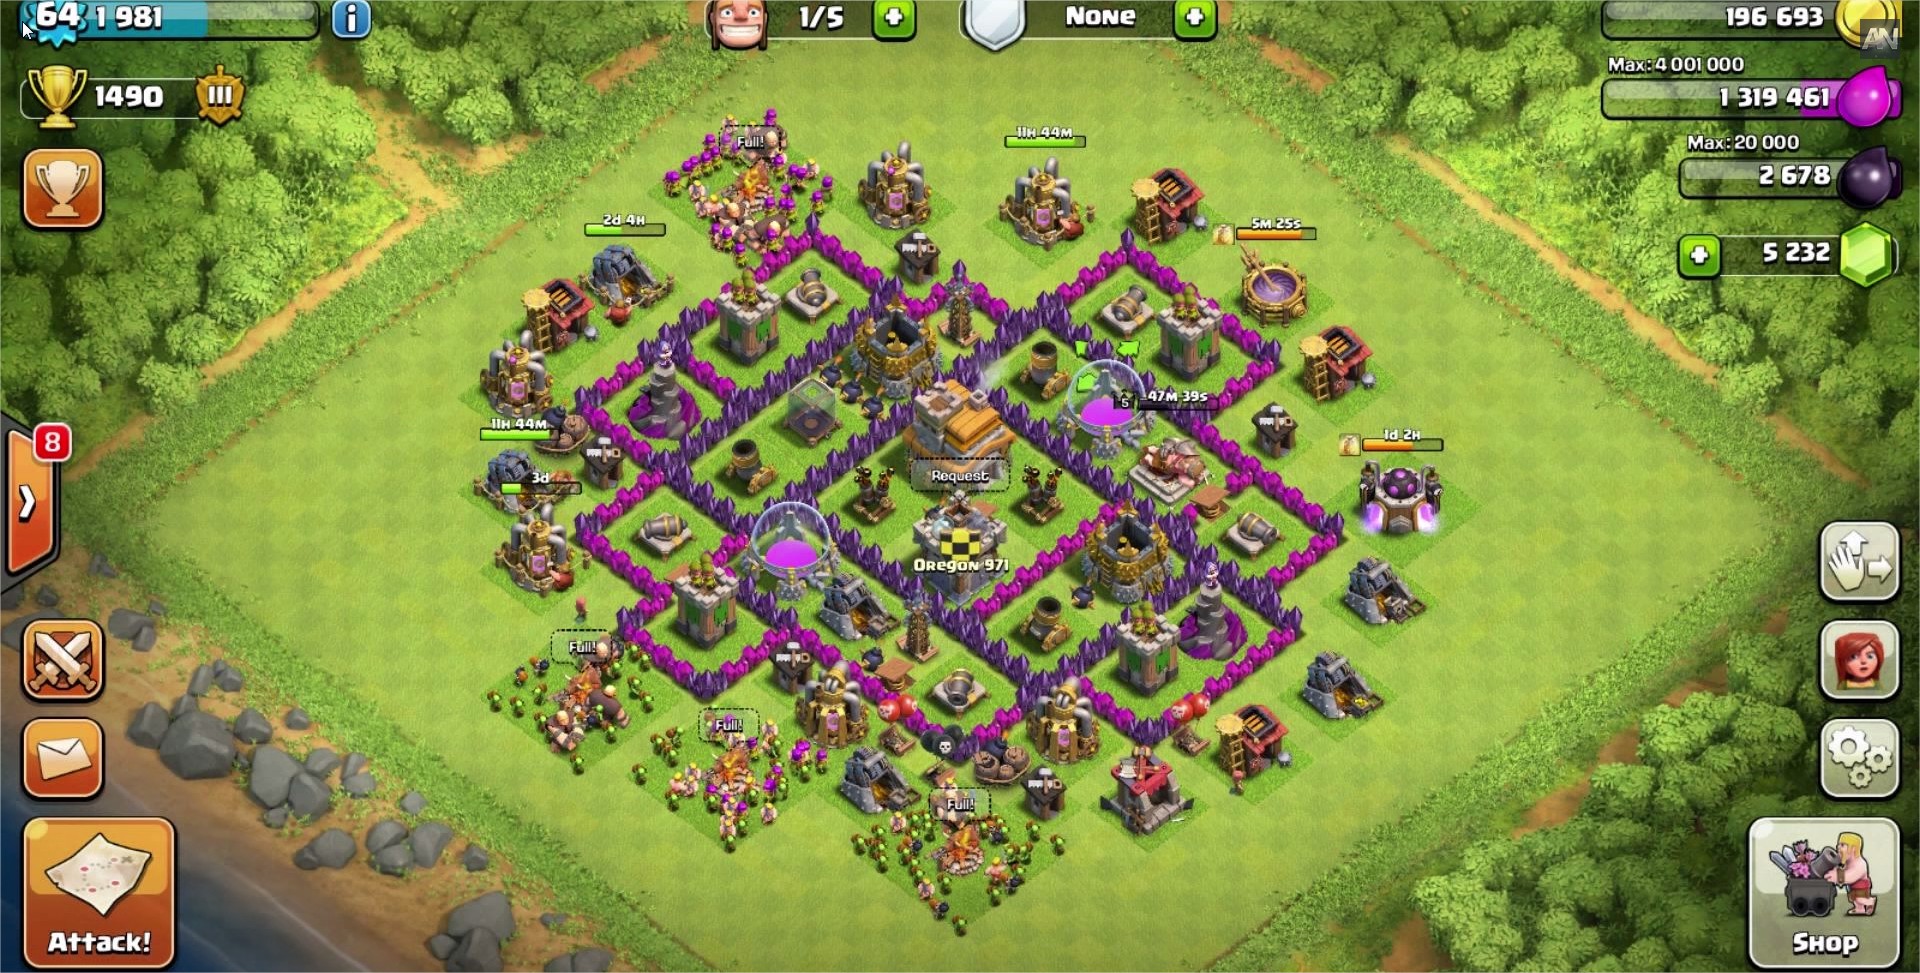 64 1 981
i
1/5
None
196 693
AN
Max: 4 001 000
1490
III
1 319 461
Full!
11H 44M
Max: 20 000
2 678
2d 4H
5M 25s
5 232
47M 39s
5
11H 44M
8
1d 2H
3d
Request
Oregon 971
Full!
Full!
Full!
Attack!
Shop